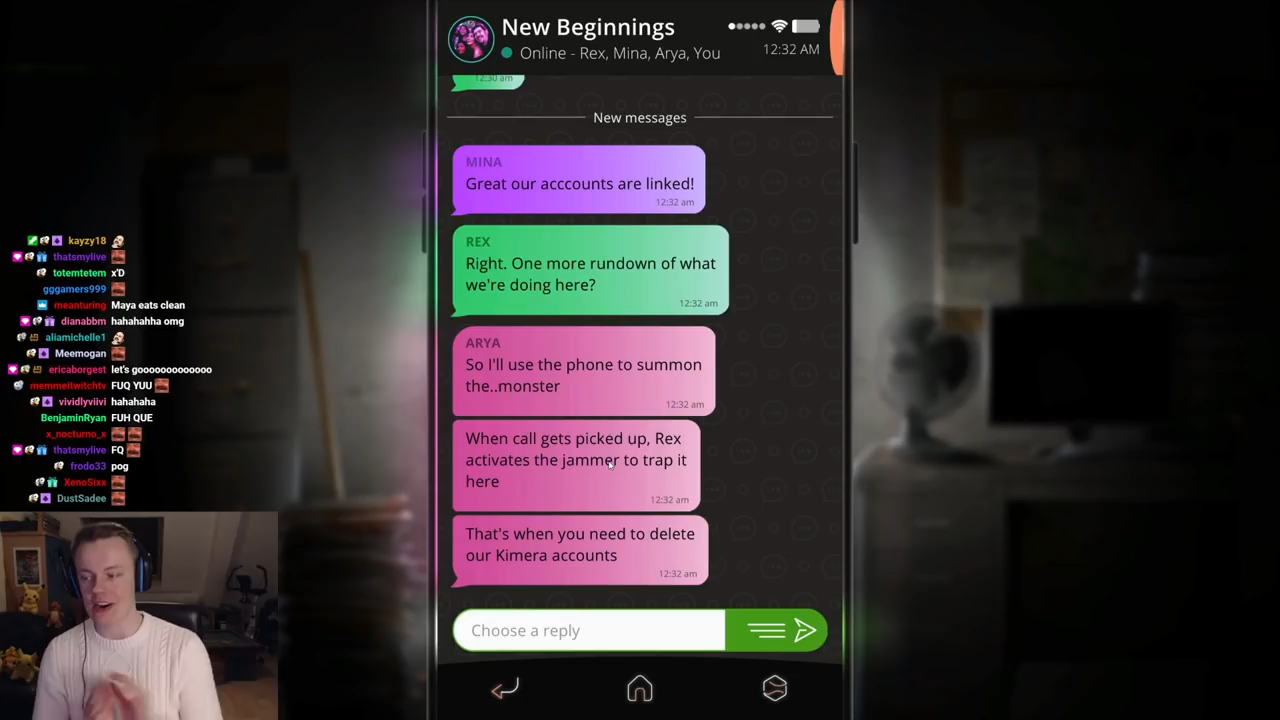 New Beginnings
Online - Rex, Mina, Arya, You
12:32 AM
12:30 am
New messages
MINA
Great our acccounts are linked!
12:32 am
REX
Right. One more rundown of what
we're doing here?
12:32 am
ARYA
So I'll use the phone to summon
the..monster
12:32 am
When call gets picked up, Rex
activates the jammer to trap it
here
12:32 am
That's when you need to delete
our Kimera accounts
12:32 am
Choose a reply
kayzy18
thatsmylive
totemtetem x'D
gggamers999
meanturing Maya eats clean
dianabbm hahahahha omg
aliamichelle1
Meemogan
ericaborgest let's gooooooooooooo
memmeitwitchtv FUQ YUU
vividlyviivi hahahaha
BenjaminRyan FUH QUE
x_nocturno_x
thatsmylive FQ
frodo33 pog
XenoSixx
DustSadee